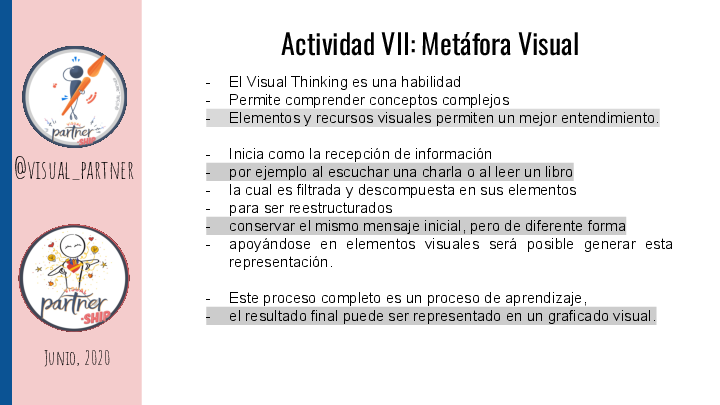 Actividad VII: Metáfora Visual
- El Visual Thinking es una habilidad
- Permite comprender conceptos complejos
- Elementos y recursos visuales permiten un mejor entendimiento.
- Inicia como la recepción de información
- por ejemplo al escuchar una charla o al leer un libro
- la cual es filtrada y descompuesta en sus elementos
- para ser reestructurados
- conservar el mismo mensaje inicial, pero de diferente forma
- apoyándose en elementos visuales será posible generar esta
representación.
- Este proceso completo es un proceso de aprendizaje,
- el resultado final puede ser representado en un graficado visual.
VISUAL
partner
·SHIP
@VISUAL_PARTNER
VISUAL
partner
·SHIP
JUNIO, 2020